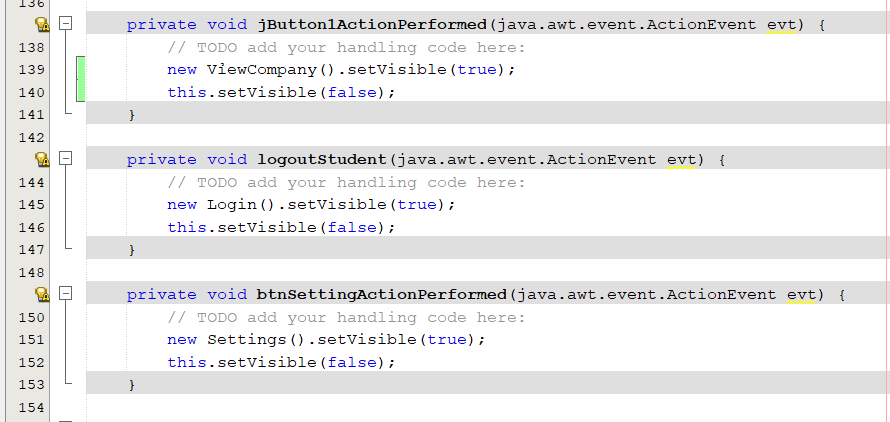 136
private void jButton1ActionPerformed(java.awt.event.ActionEvent evt) {
138 // TODO add your handling code here:
139 new ViewCompany().setVisible(true);
140 this.setVisible(false);
141 }
142
private void logoutStudent(java.awt.event.ActionEvent evt) {
144 // TODO add your handling code here:
145 new Login().setVisible(true);
146 this.setVisible(false);
147 }
148
private void btnSettingActionPerformed(java.awt.event.ActionEvent evt) {
150 // TODO add your handling code here:
151 new Settings().setVisible(true);
152 this.setVisible(false);
153 }
154